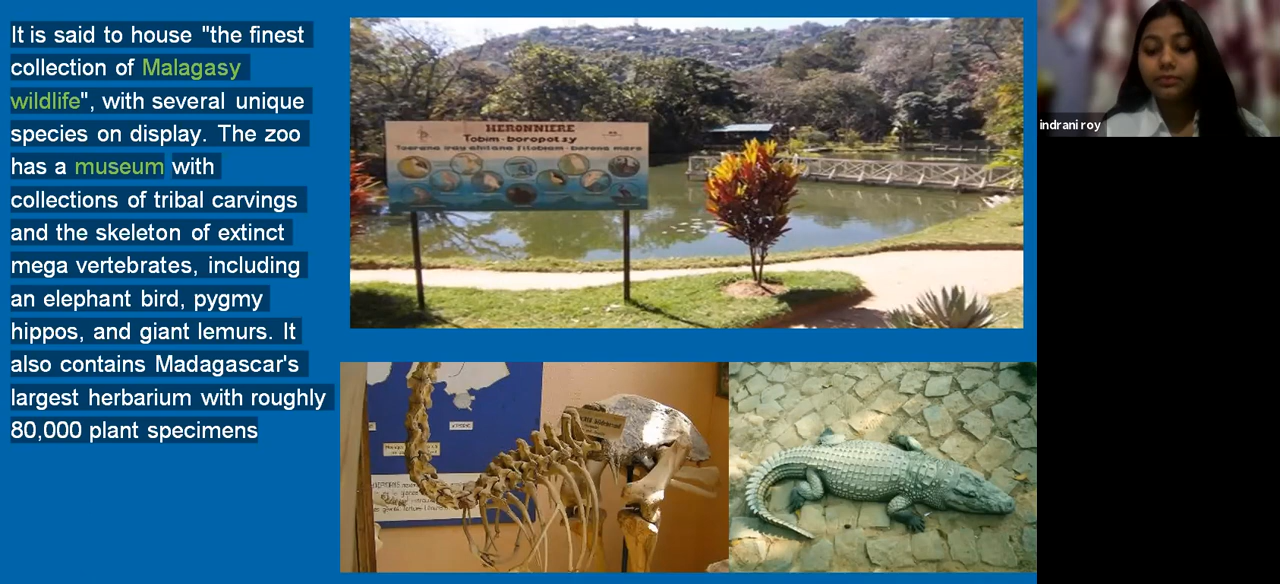 It is said to house "the finest
collection of Malagasy
wildlife", with several unique
species on display. The zoo
has a museum with
collections of tribal carvings
and the skeleton of extinct
mega vertebrates, including
an elephant bird, pygmy
hippos, and giant lemurs. It
also contains Madagascar's
largest herbarium with roughly
80,000 plant specimens
HERONNIERE
Tobim-boropotsy
indrani roy